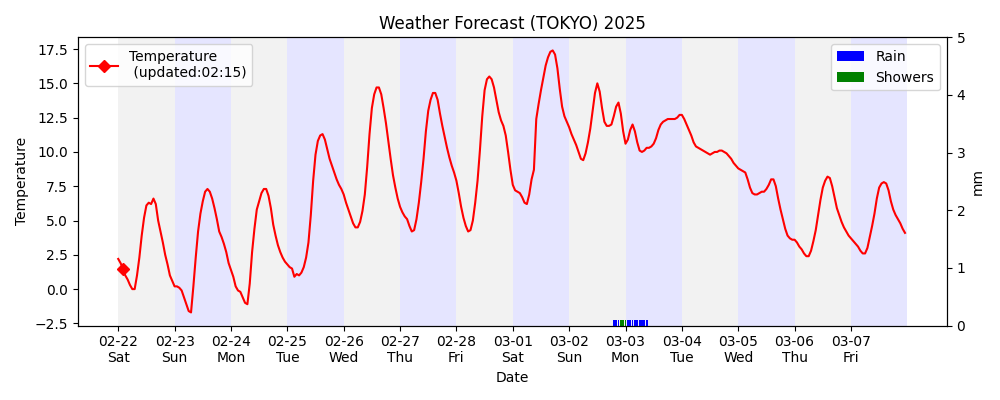 Weather Forecast (TOKYO) 2025
Temperature
(updated:02:15)
Rain
Showers
Temperature
17.5
15.0
12.5
10.0
7.5
5.0
2.5
0.0
−2.5
5
4
3
2
1
0
mm
02-22 02-23 02-24 02-25 02-26 02-27 02-28 03-01 03-02 03-03 03-04 03-05 03-06 03-07
Sat Sun Mon Tue Wed Thu Fri Sat Sun Mon Tue Wed Thu Fri
Date